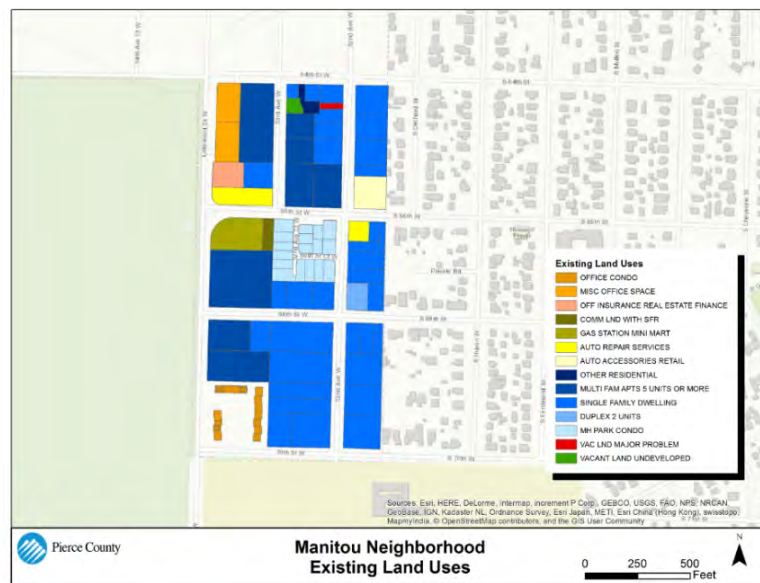 S 64th St
Existing Land Uses
OFFICE CONDO
MISC OFFICE SPACE
OFF INSURANCE REAL ESTATE FINANCE
COMM LND WITH SFR
GAS STATION MINI MART
AUTO REPAIR SERVICES
AUTO ACCESSORIES RETAIL
OTHER RESIDENTIAL
MULTI FAM APTS 5 UNITS OR MORE
SINGLE FAMILY DWELLING
DUPLEX 2 UNITS
MH PARK CONDO
VAC LND MAJOR PROBLEM
VACANT LAND UNDEVELOPED
Sources: Esri, HERE, DeLorme, Intermap, increment P Corp., GEBCO, USGS, FAO, NPS, NRCAN,
GeoBase, IGN, Kadaster NL, Ordnance Survey, Esri Japan, METI, Esri China (Hong Kong), swisstopo,
MapmyIndia, © OpenStreetMap contributors, and the GIS User Community
Pierce County
Manitou Neighborhood
Existing Land Uses
N
0 250 500
Feet